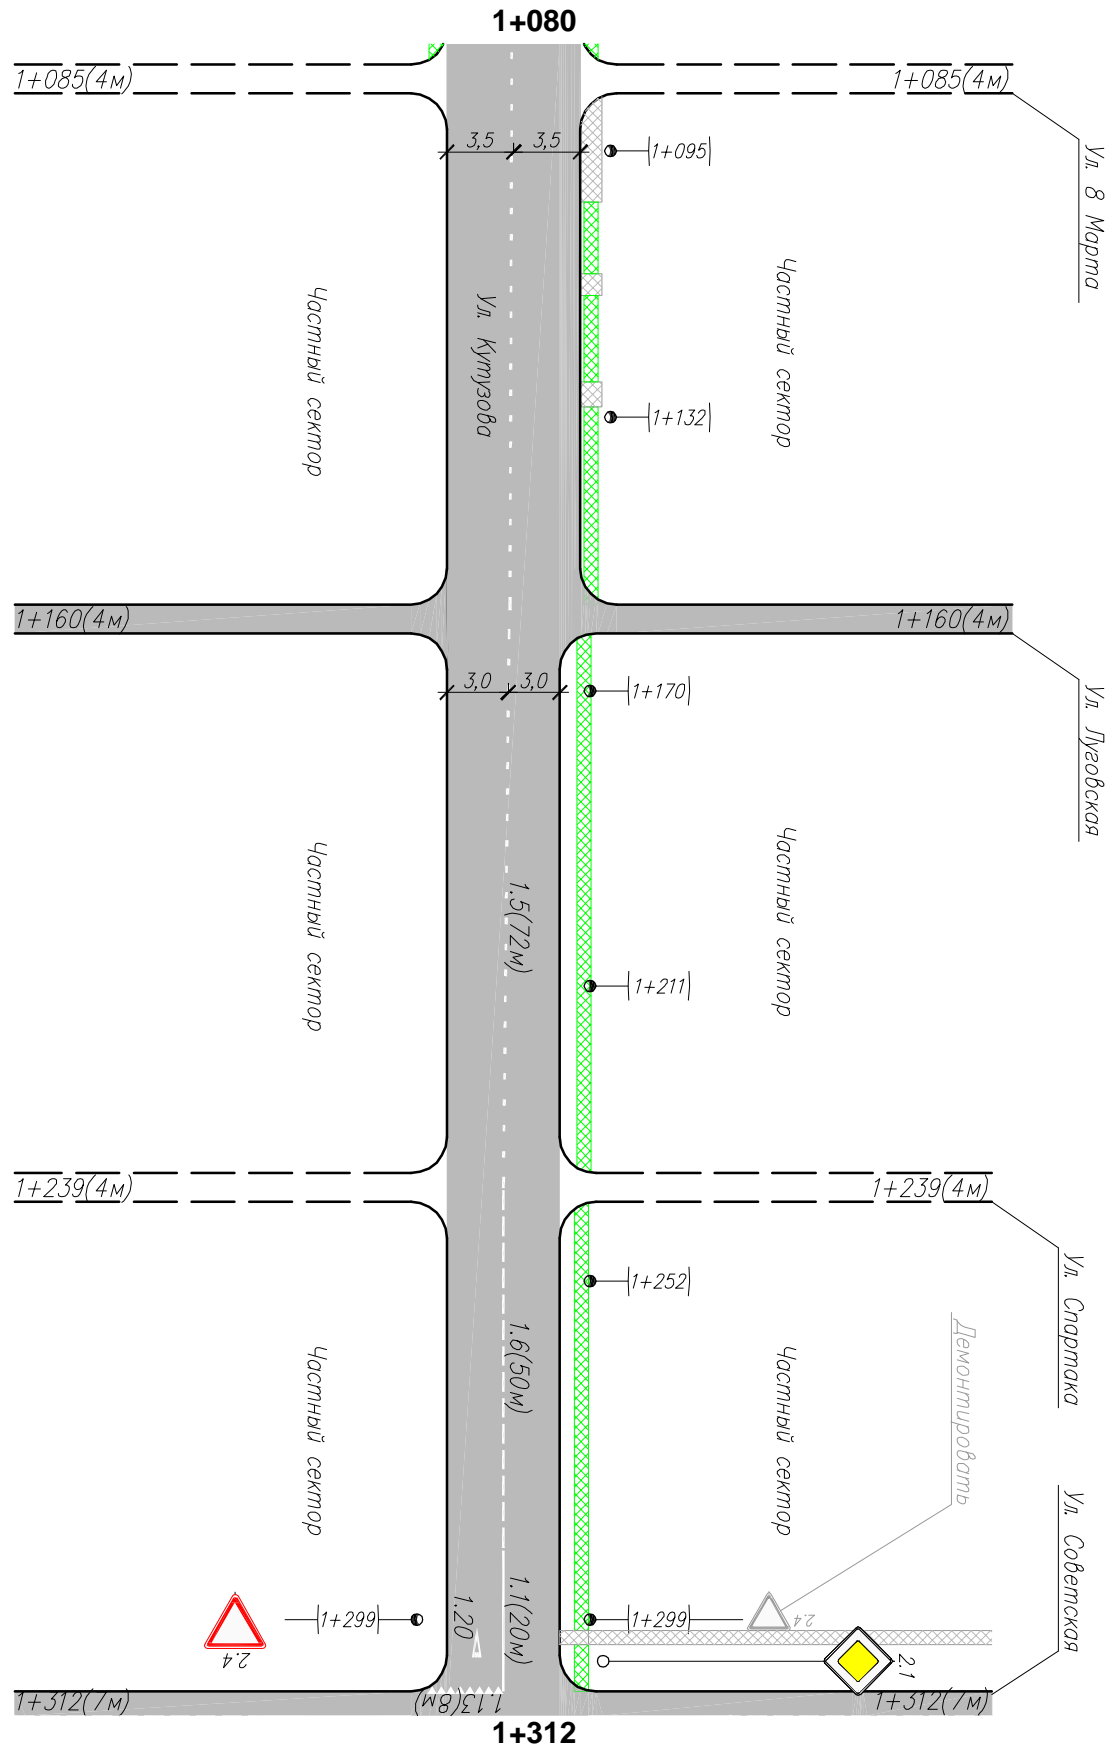 1+080
1+085(4м)
1+085(4м)
Ул. 8 Марта
3,5
3,5
1+095
Частный сектор
Ул. Кутузова
Частный сектор
1+132
1+160(4м)
1+160(4м)
Ул. Луговская
3,0
3,0
1+170
Частный сектор
1.5(72м)
Частный сектор
1+211
1+239(4м)
1+239(4м)
Ул. Спартака
1+252
Частный сектор
1.6(50м)
Частный сектор
Демонтировать
Ул. Советская
2.4
1+299
1.20
1.1(20м)
1+299
2.4
2.1
1+312(7м)
1.13(8м)
1+312(7м)
1+312